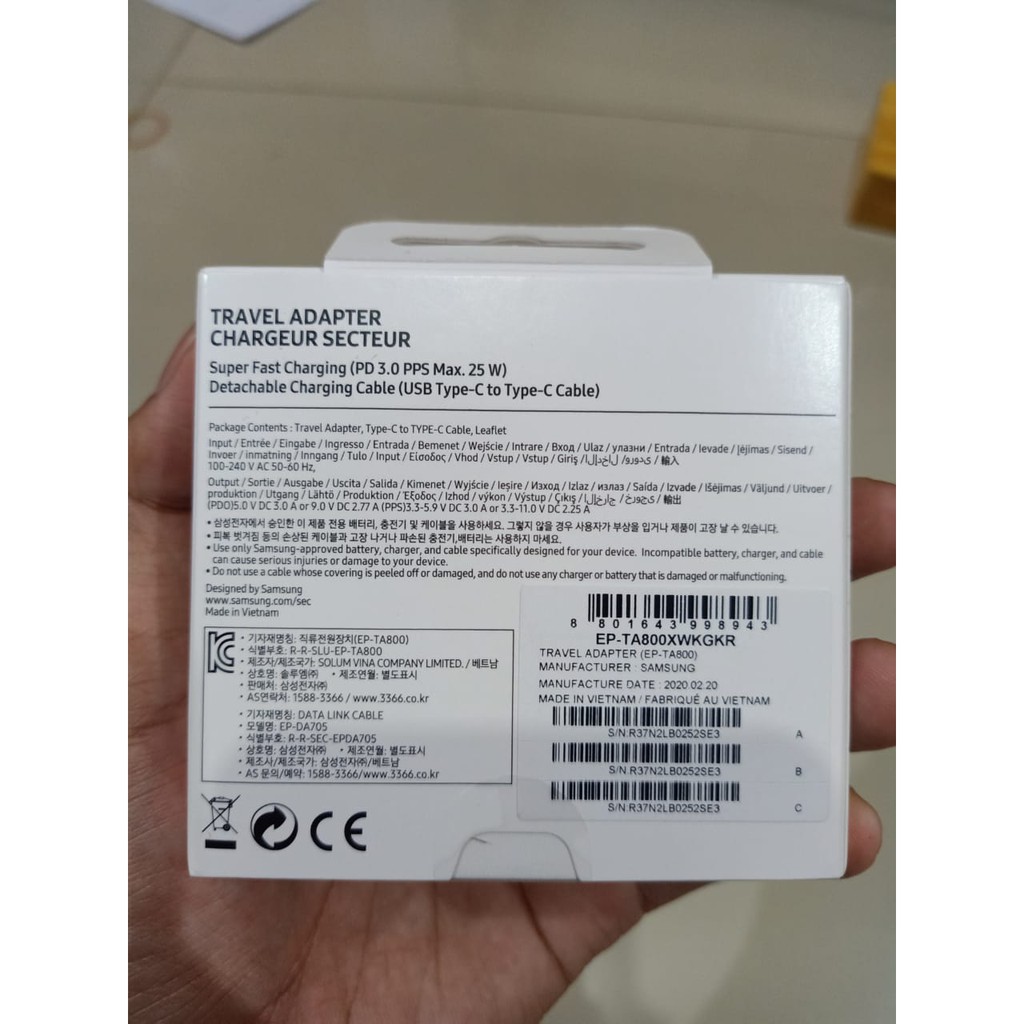 TRAVEL ADAPTER
CHARGEUR SECTEUR
Super Fast Charging (PD 3.0 PPS Max. 25 W)
Detachable Charging Cable (USB Type-C to Type-C Cable)
Package Contents : Travel Adapter, Type-C to TYPE-C Cable, Leaflet
Input / Entrée / Eingabe / Ingresso / Entrada / Bemenet / Wejście / Intrare / Вход / Ulaz / улазни / Entrada / Ievade / Įėjimas / Sisend /
Invoer / inmatning / Inngang / Tulo / Input / Είσοδος / Vhod / Vstup / Vstup / Giriş / الإدخال / ورودی / 輸入
100-240 V AC 50-60 Hz,
Output / Sortie / Ausgabe / Uscita / Salida / Kimenet / Wyjście / Ieșire / Изход / Izlaz / излаз / Saída / Izvade / Išėjimas / Väljund / Uitvoer /
produktion / Utgang / Lähtö / Produktion / Έξοδος / Izhod / výkon / Výstup / Çıkış / الإخراج / خروجی / 輸出
(PDO)5.0 V DC 3.0 A or 9.0 V DC 2.77 A (PPS)3.3-5.9 V DC 3.0 A or 3.3-11.0 V DC 2.25 A
• 삼성전자에서 승인한 이 제품 전용 배터리, 충전기 및 케이블을 사용하세요. 그렇지 않을 경우 사용자가 부상을 입거나 제품이 고장 날 수 있습니다.
• 피복 벗겨짐 등의 손상된 케이블과 고장 나거나 파손된 충전기,배터리는 사용하지 마세요.
• Use only Samsung-approved battery, charger, and cable specifically designed for your device. Incompatible battery, charger, and cable
can cause serious injuries or damage to your device.
• Do not use a cable whose covering is peeled off or damaged, and do not use any charger or battery that is damaged or malfunctioning.
Designed by Samsung
www.samsung.com/sec
Made in Vietnam
• 기자재명칭: 직류전원장치(EP-TA800)
• 식별부호: R-R-SLU-EP-TA800
• 제조자/제조국가: SOLUM VINA COMPANY LIMITED. / 베트남
• 상호명: 솔루엠㈜ • 제조연월: 별도표시
• 판매처: 삼성전자㈜
• AS연락처: 1588-3366 / www.3366.co.kr
• 기자재명칭: DATA LINK CABLE
• 모델명: EP-DA705
• 식별부호: R-R-SEC-EPDA705
• 상호명: 삼성전자㈜ • 제조연월: 별도표시
• 제조사/제조국가: 삼성전자㈜/베트남
• AS 문의/예약: 1588-3366/www.3366.co.kr
CE
8 801643 998943
EP-TA800XWKGKR
TRAVEL ADAPTER (EP-TA800)
MANUFACTURER : SAMSUNG
MANUFACTURE DATE : 2020.02.20
MADE IN VIETNAM / FABRIQUÉ AU VIETNAM
S/N:R37N2LB0252SE3 A
S/N:R37N2LB0252SE3 B
S/N:R37N2LB0252SE3 C